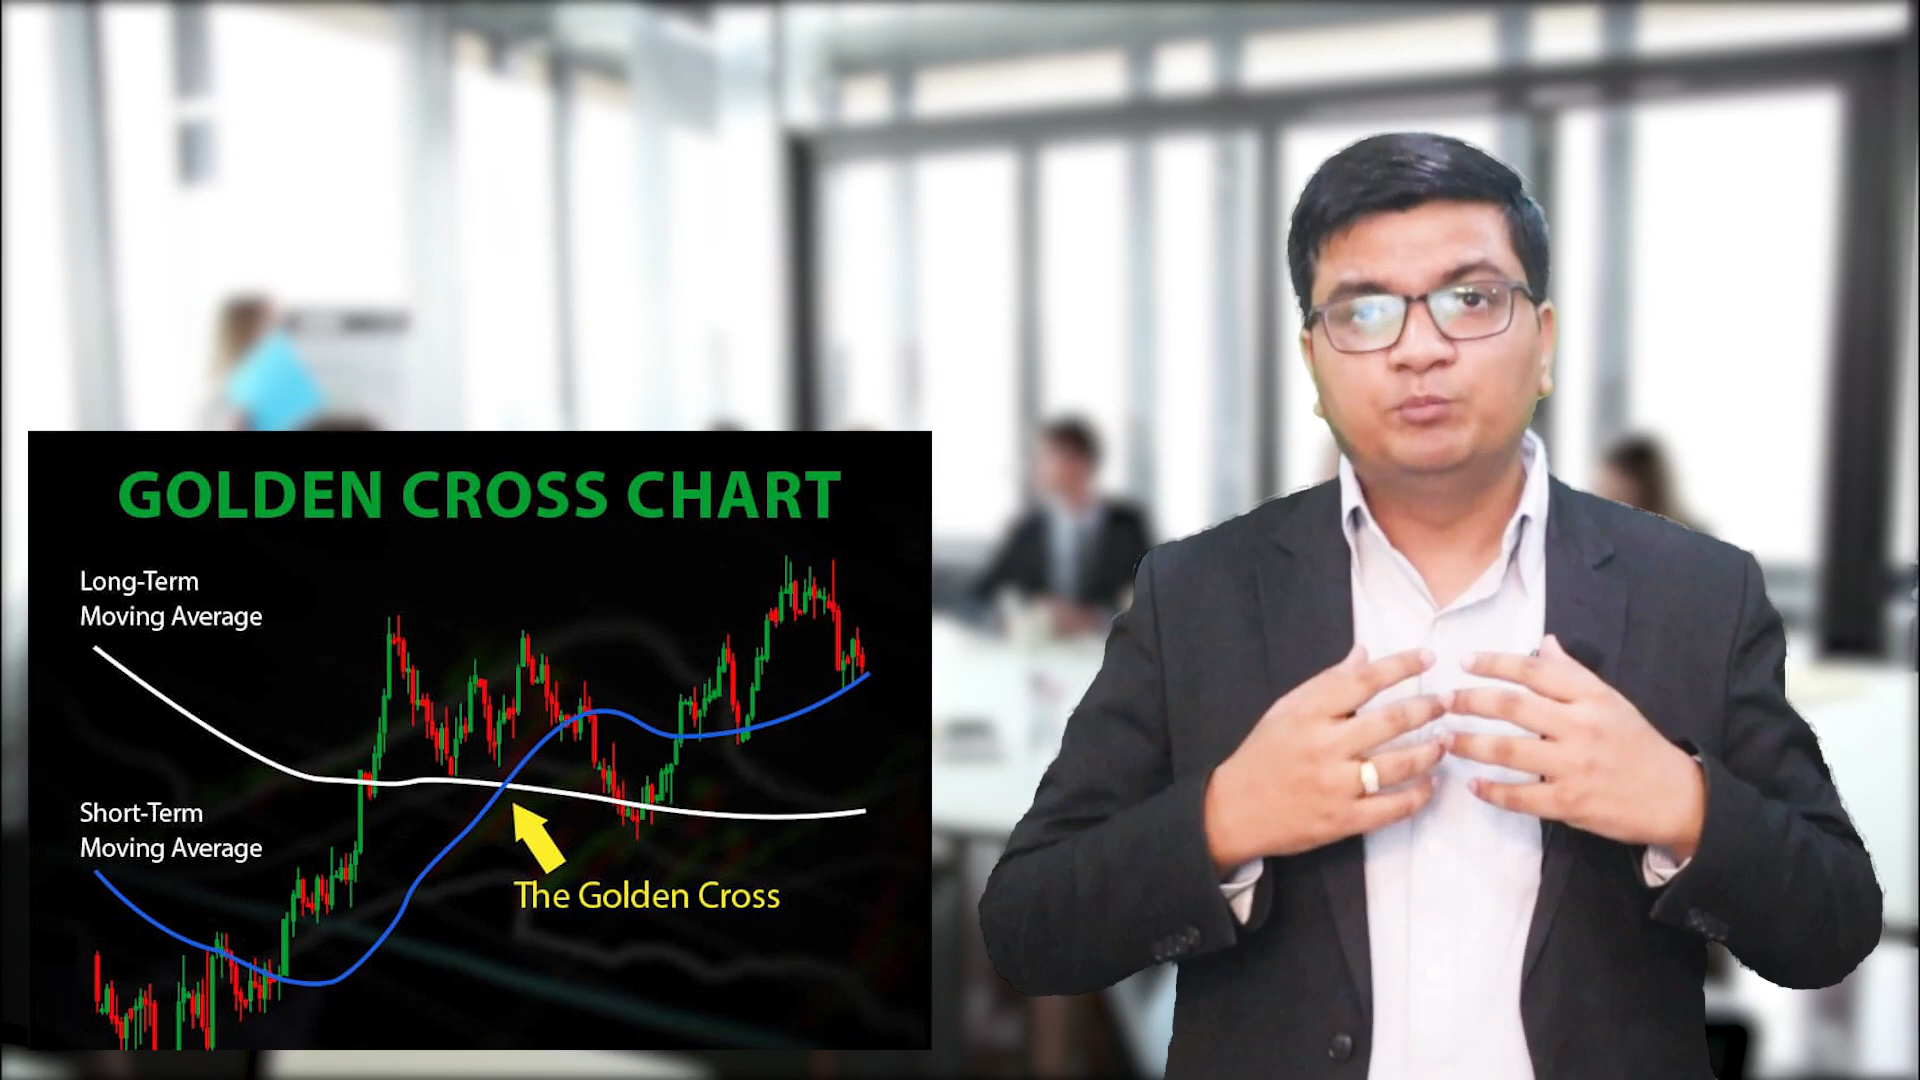 GOLDEN CROSS CHART
Long-Term
Moving Average
Short-Term
Moving Average
The Golden Cross